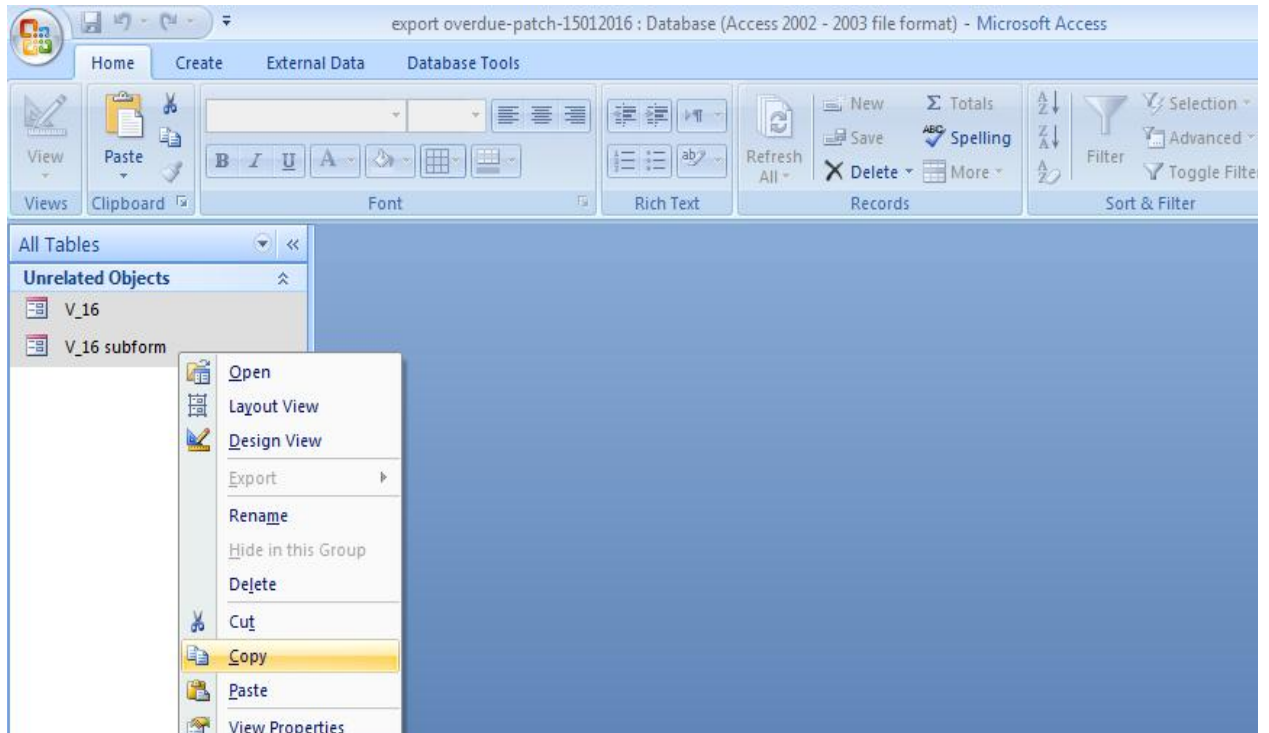 export overdue-patch-15012016 : Database (Access 2002 - 2003 file format) - Microsoft Access
Home Create External Data Database Tools
View Paste
B I U A ab
Refresh All
New Σ Totals
Save ABC Spelling
Delete More
Filter
Selection
Advanced
Toggle Filte
Views Clipboard Font Rich Text Records Sort & Filter
All Tables
Unrelated Objects
V_16
V_16 subform
Open
Layout View
Design View
Export
Rename
Hide in this Group
Delete
Cut
Copy
Paste
View Properties